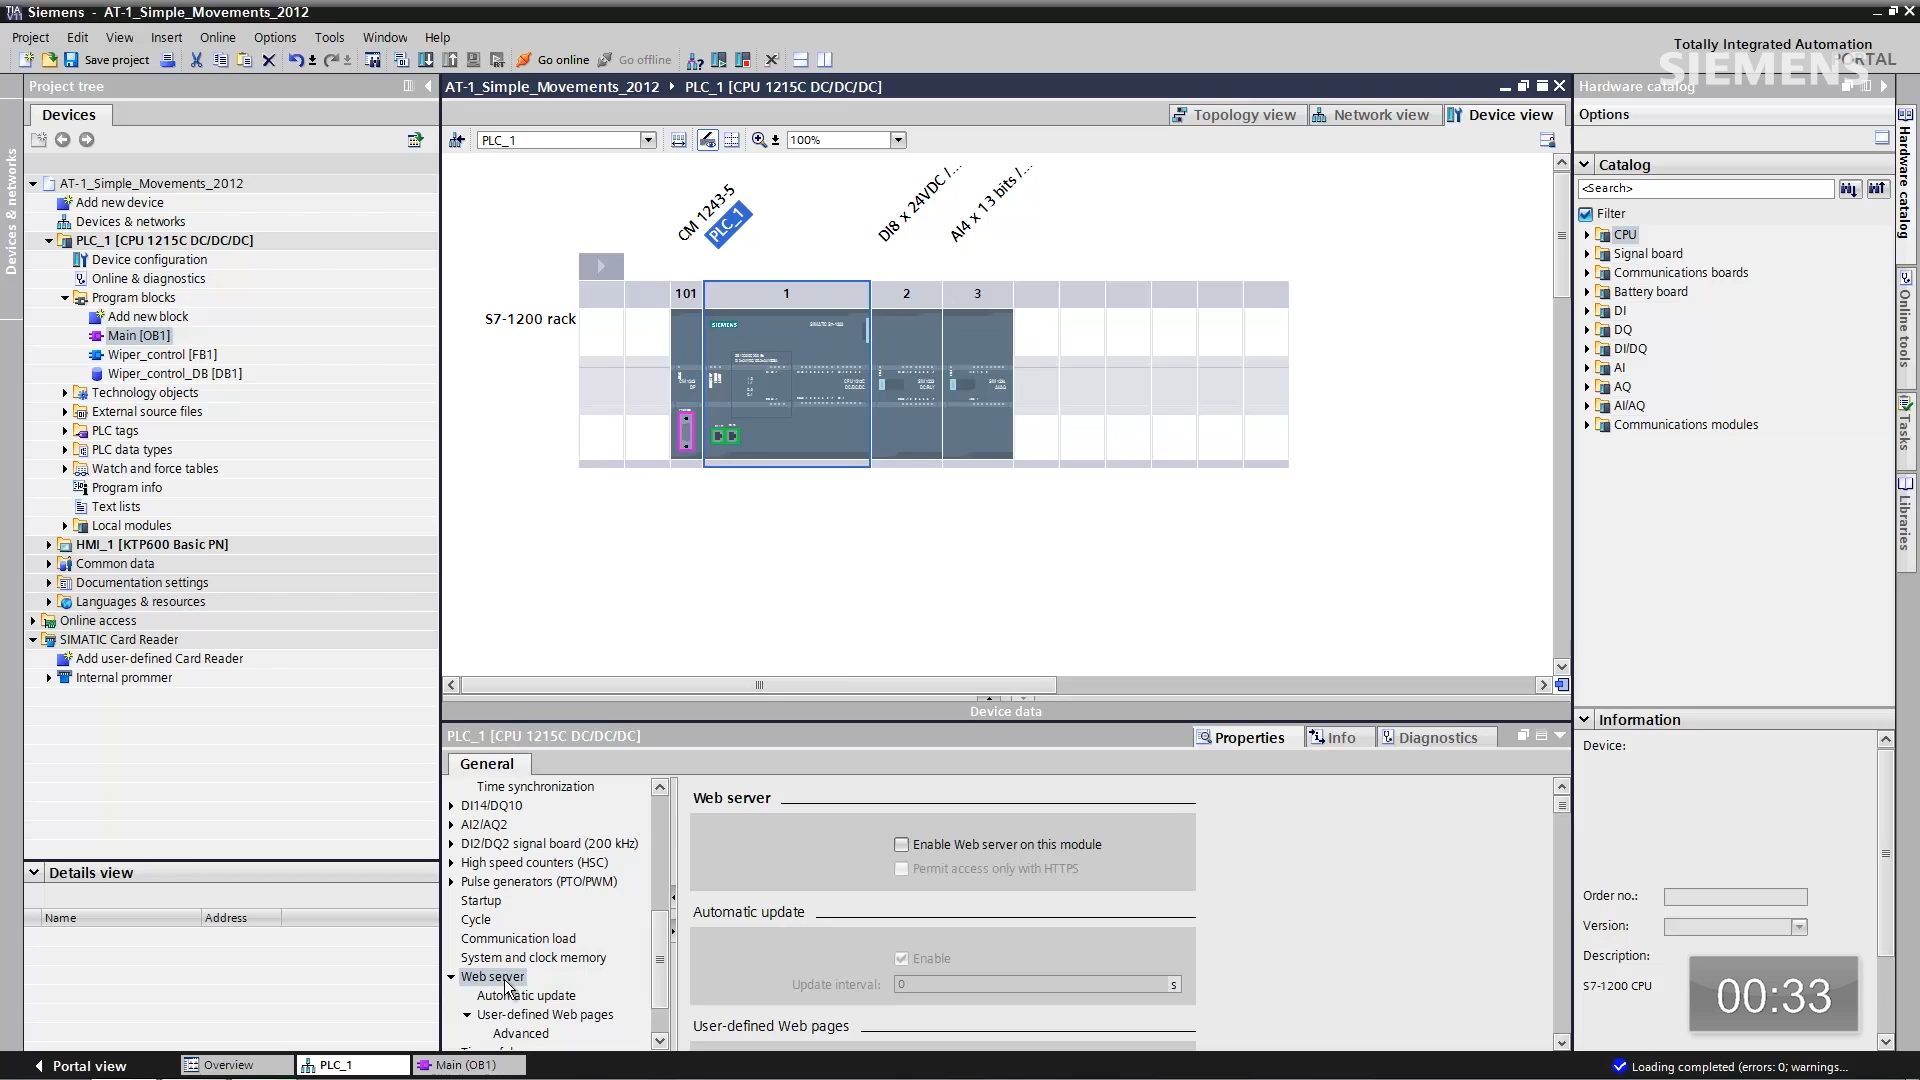 Siemens - AT-1_Simple_Movements_2012
Project Edit View Insert Online Options Tools Window Help
Totally Integrated Automation
PORTAL
SIEMENS
Save project Go online Go offline
Project tree
AT-1_Simple_Movements_2012 PLC_1 [CPU 1215C DC/DC/DC]
Hardware catalog
Devices
Topology view Network view Device view
Options
PLC_1 100%
Devices & networks
AT-1_Simple_Movements_2012
Add new device
Devices & networks
PLC_1 [CPU 1215C DC/DC/DC]
Device configuration
Online & diagnostics
Program blocks
Add new block
Main [OB1]
Wiper_control [FB1]
Wiper_control_DB [DB1]
Technology objects
External source files
PLC tags
PLC data types
Watch and force tables
Program info
Text lists
Local modules
HMI_1 [KTP600 Basic PN]
Common data
Documentation settings
Languages & resources
Online access
SIMATIC Card Reader
Add user-defined Card Reader
Internal prommer
Details view
Name Address
CM 1243-5
PLC_1
DI8 x 24VDC /...
AI4 x 13 bits /...
101 1 2 3
S7-1200 rack
SIEMENS
Device data
PLC_1 [CPU 1215C DC/DC/DC]
Properties Info Diagnostics
General
Time synchronization
DI14/DQ10
AI2/AQ2
DI2/DQ2 signal board (200 kHz)
High speed counters (HSC)
Pulse generators (PTO/PWM)
Startup
Cycle
Communication load
System and clock memory
Web server
Automatic update
User-defined Web pages
Advanced
Web server
Enable Web server on this module
Permit access only with HTTPS
Automatic update
Enable
Update interval: 0 s
User-defined Web pages
Catalog
<Search>
Filter
CPU
Signal board
Communications boards
Battery board
DI
DQ
DI/DQ
AI
AQ
AI/AQ
Communications modules
Information
Device:
Order no.:
Version:
Description:
S7-1200 CPU
00:33
Hardware catalog
Online tools
Tasks
Libraries
Portal view Overview PLC_1 Main (OB1)
Loading completed (errors: 0; warnings...